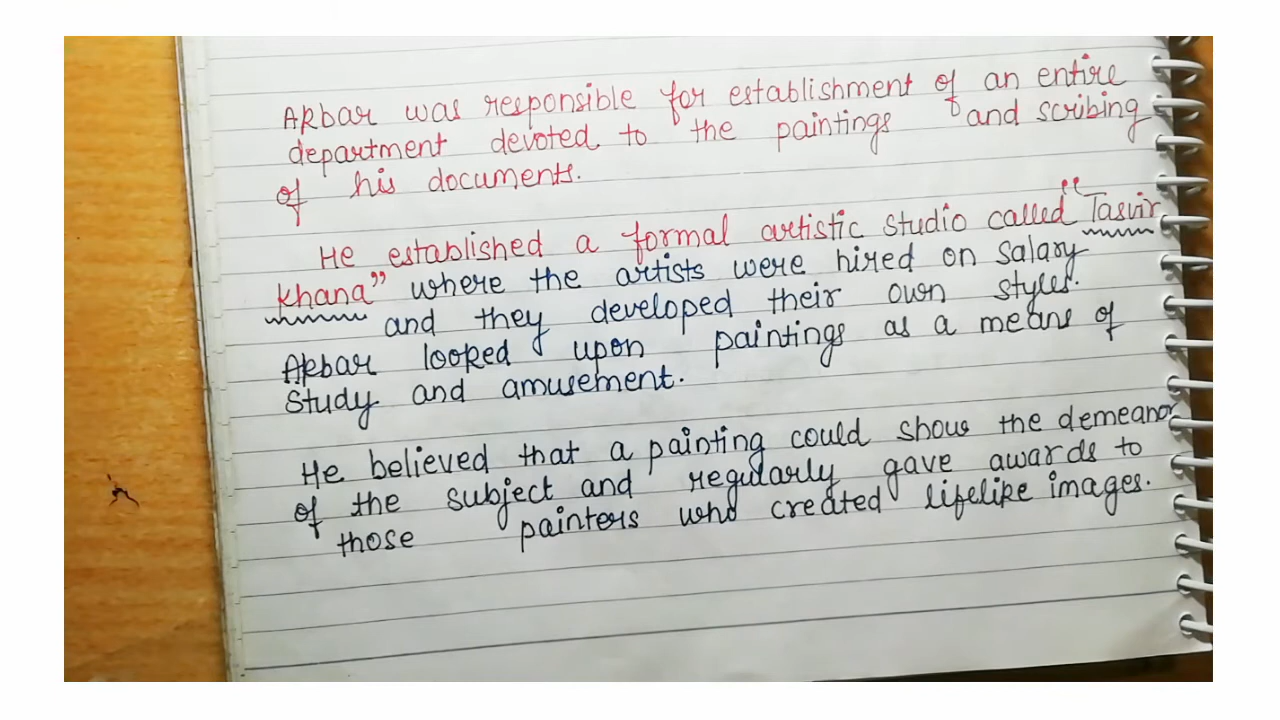 Akbar was responsible for establishment of an entire
department devoted to the paintings and scribing
of his documents.
He established a formal artistic studio called "Tasvir
khana" where the artists were hired on salary
and they developed their own styles.
Akbar looked upon paintings as a means of
Study and amusement.
He believed that a painting could show the demeanor
of the subject and regularly gave awards to
those painters who created lifelike images.